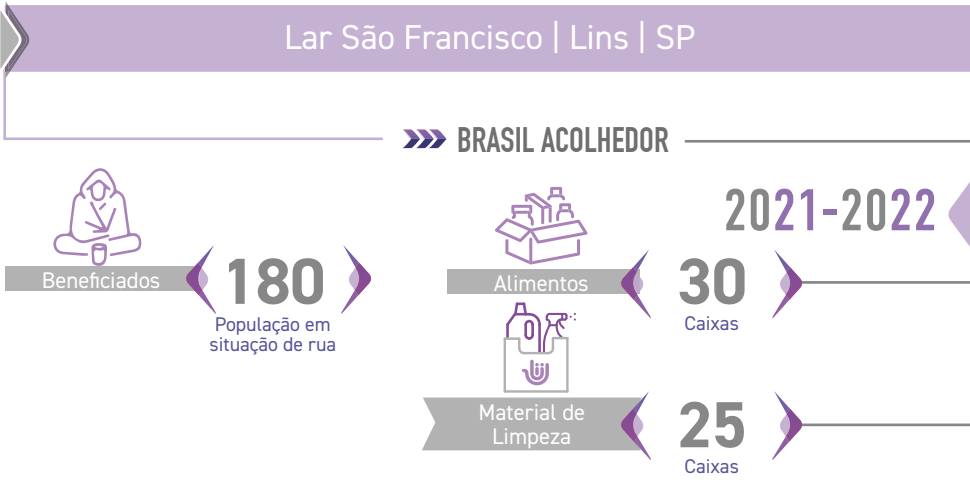 Lar São Francisco | Lins | SP
BRASIL ACOLHEDOR
2021-2022
Beneficiados
180
População em
situação de rua
Alimentos
30
Caixas
Material de
Limpeza
25
Caixas